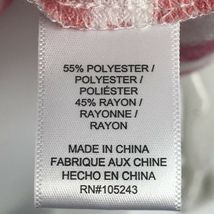 55% POLYESTER /
POLYESTER /
POLIÉSTER
45% RAYON /
RAYONNE /
RAYON
MADE IN CHINA
FABRIQUE AUX CHINE
HECHO EN CHINA
RN#105243